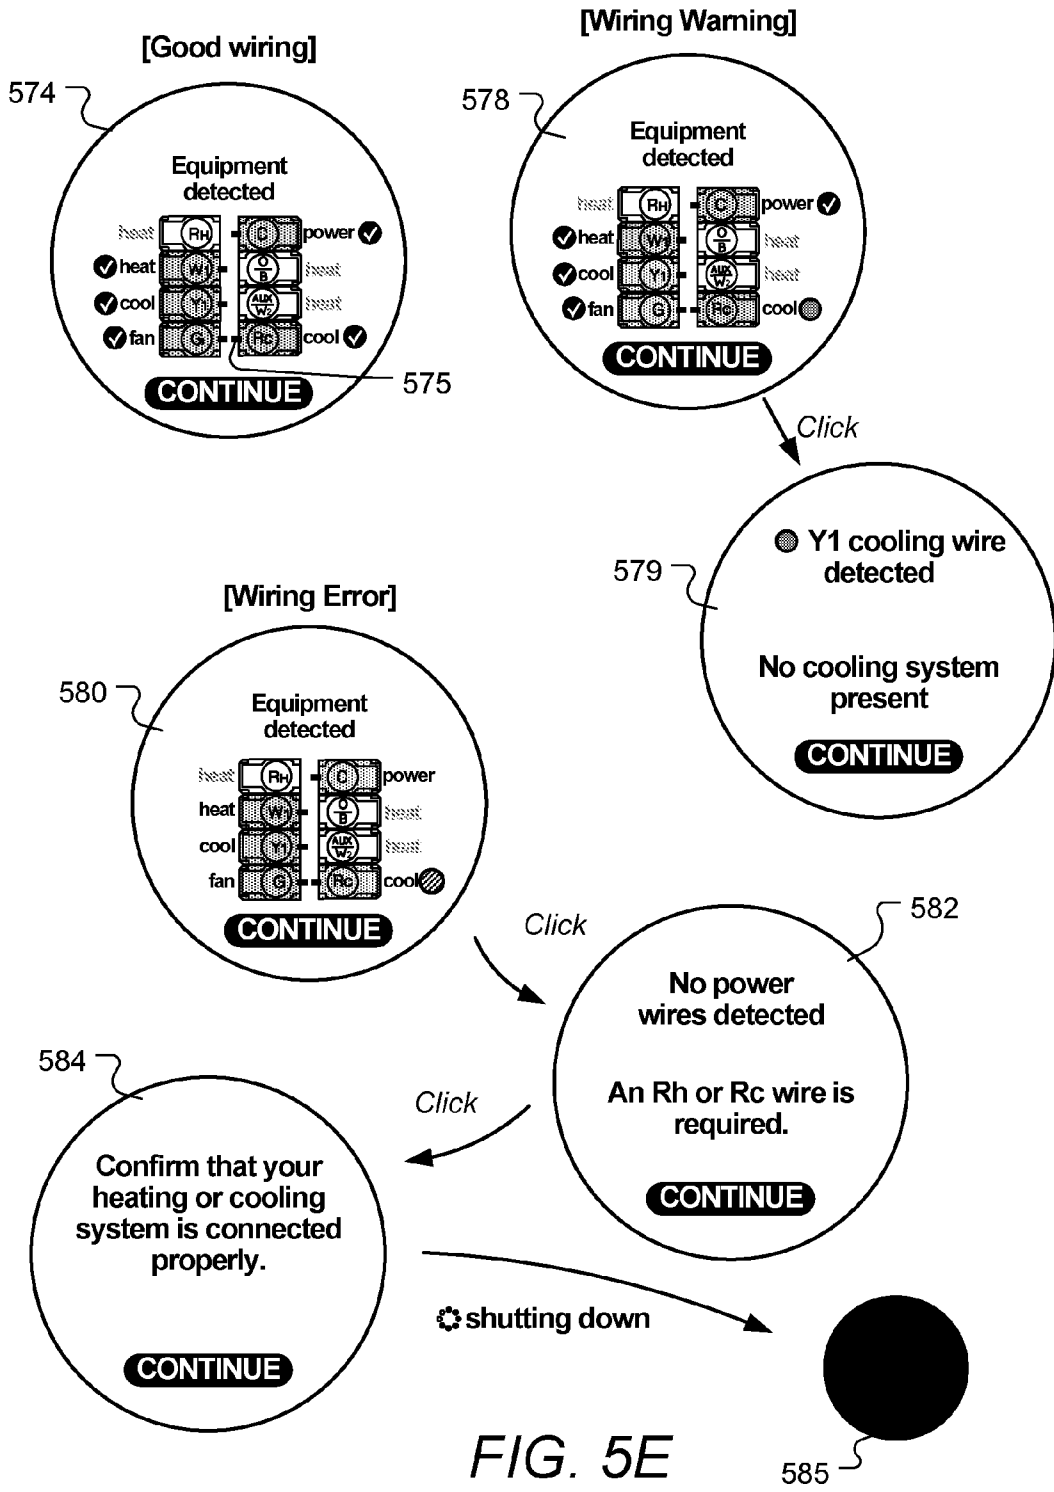 [Good wiring]
574
Equipment
detected
heat RH C power
heat W1 O/B heat
cool Y1 AUX/W2 heat
fan G Rc cool
CONTINUE
575
[Wiring Warning]
578
Equipment
detected
heat RH C power
heat W1 O/B heat
cool Y1 AUX/W2 heat
fan G Rc cool
CONTINUE
Click
579
Y1 cooling wire
detected
No cooling system
present
CONTINUE
[Wiring Error]
580
Equipment
detected
heat RH C power
heat W1 O/B heat
cool Y1 AUX/W2 heat
fan G Rc cool
CONTINUE
Click
582
No power
wires detected
An Rh or Rc wire is
required.
CONTINUE
Click
584
Confirm that your
heating or cooling
system is connected
properly.
CONTINUE
shutting down
585
FIG. 5E